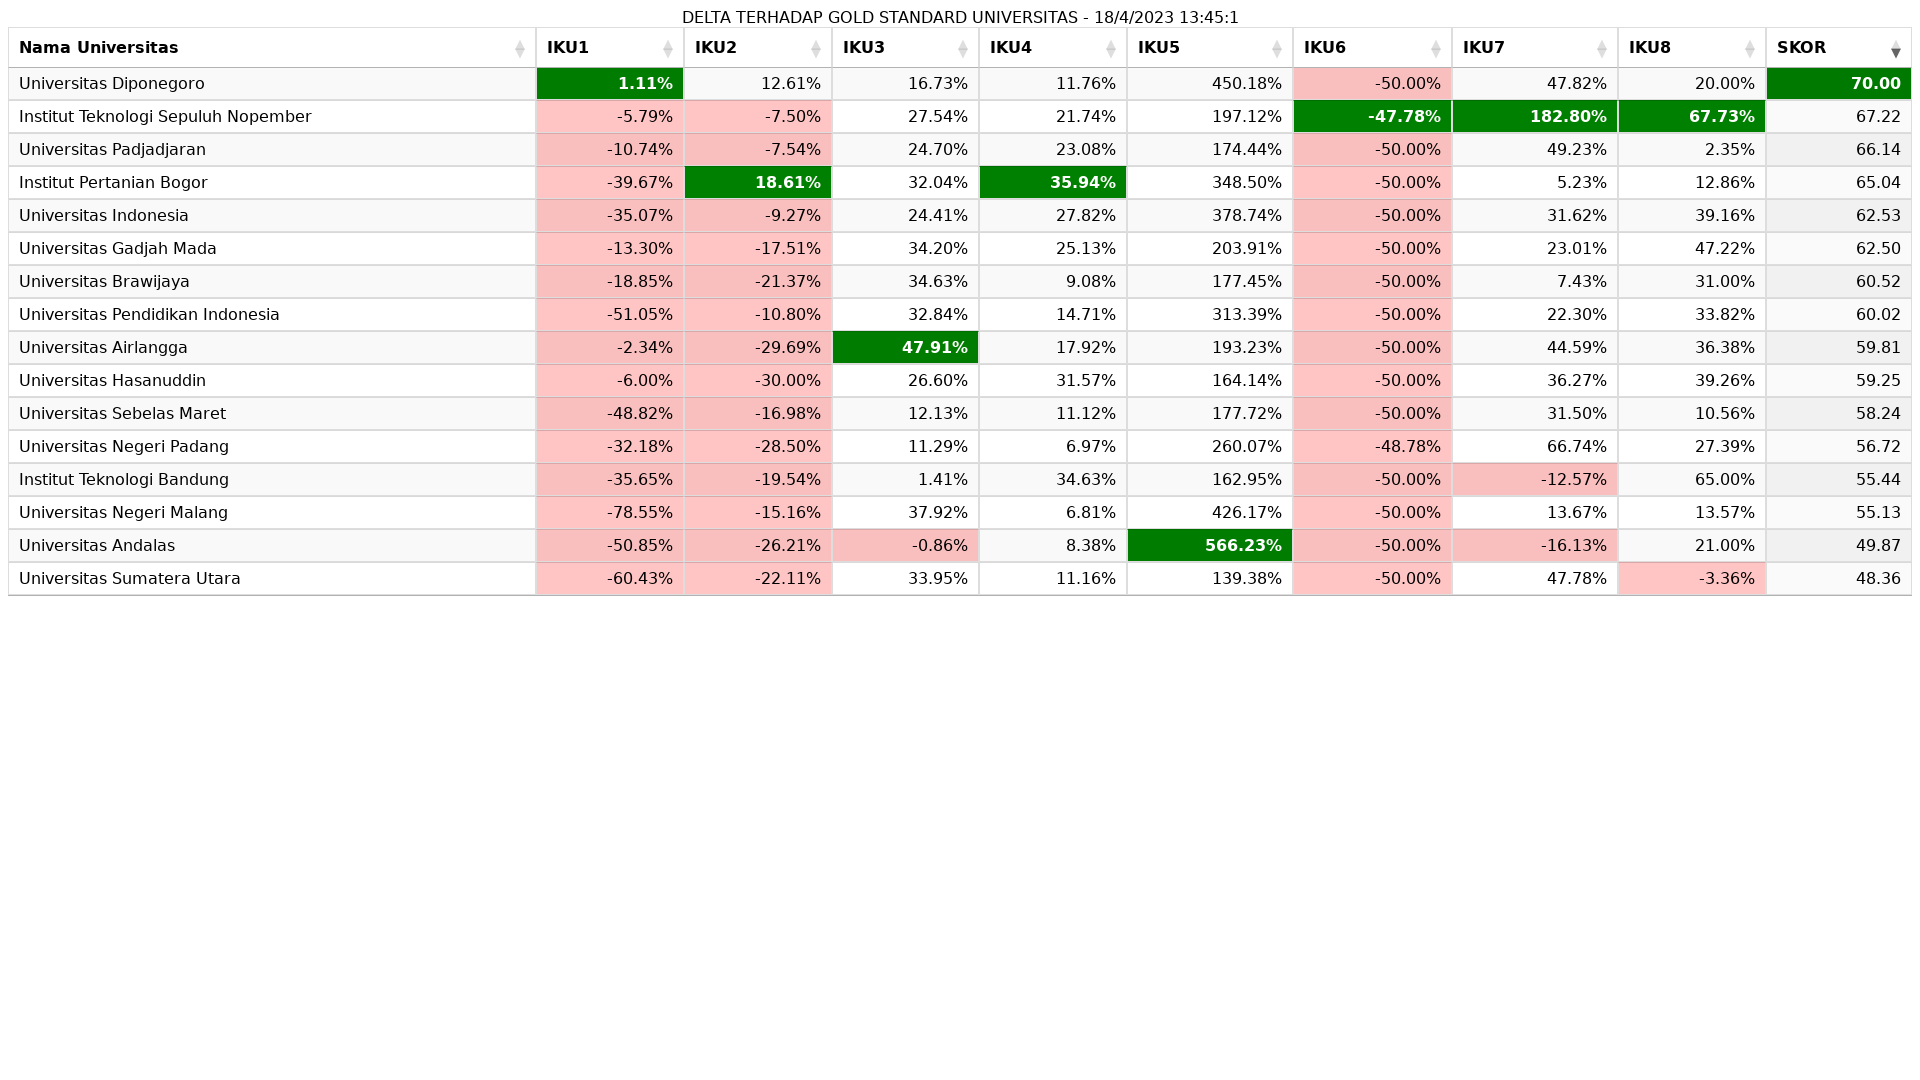 DELTA TERHADAP GOLD STANDARD UNIVERSITAS - 18/4/2023 13:45:1
Nama Universitas IKU1 IKU2 IKU3 IKU4 IKU5 IKU6 IKU7 IKU8 SKOR
Universitas Diponegoro 1.11% 12.61% 16.73% 11.76% 450.18% -50.00% 47.82% 20.00% 70.00
Institut Teknologi Sepuluh Nopember -5.79% -7.50% 27.54% 21.74% 197.12% -47.78% 182.80% 67.73% 67.22
Universitas Padjadjaran -10.74% -7.54% 24.70% 23.08% 174.44% -50.00% 49.23% 2.35% 66.14
Institut Pertanian Bogor -39.67% 18.61% 32.04% 35.94% 348.50% -50.00% 5.23% 12.86% 65.04
Universitas Indonesia -35.07% -9.27% 24.41% 27.82% 378.74% -50.00% 31.62% 39.16% 62.53
Universitas Gadjah Mada -13.30% -17.51% 34.20% 25.13% 203.91% -50.00% 23.01% 47.22% 62.50
Universitas Brawijaya -18.85% -21.37% 34.63% 9.08% 177.45% -50.00% 7.43% 31.00% 60.52
Universitas Pendidikan Indonesia -51.05% -10.80% 32.84% 14.71% 313.39% -50.00% 22.30% 33.82% 60.02
Universitas Airlangga -2.34% -29.69% 47.91% 17.92% 193.23% -50.00% 44.59% 36.38% 59.81
Universitas Hasanuddin -6.00% -30.00% 26.60% 31.57% 164.14% -50.00% 36.27% 39.26% 59.25
Universitas Sebelas Maret -48.82% -16.98% 12.13% 11.12% 177.72% -50.00% 31.50% 10.56% 58.24
Universitas Negeri Padang -32.18% -28.50% 11.29% 6.97% 260.07% -48.78% 66.74% 27.39% 56.72
Institut Teknologi Bandung -35.65% -19.54% 1.41% 34.63% 162.95% -50.00% -12.57% 65.00% 55.44
Universitas Negeri Malang -78.55% -15.16% 37.92% 6.81% 426.17% -50.00% 13.67% 13.57% 55.13
Universitas Andalas -50.85% -26.21% -0.86% 8.38% 566.23% -50.00% -16.13% 21.00% 49.87
Universitas Sumatera Utara -60.43% -22.11% 33.95% 11.16% 139.38% -50.00% 47.78% -3.36% 48.36